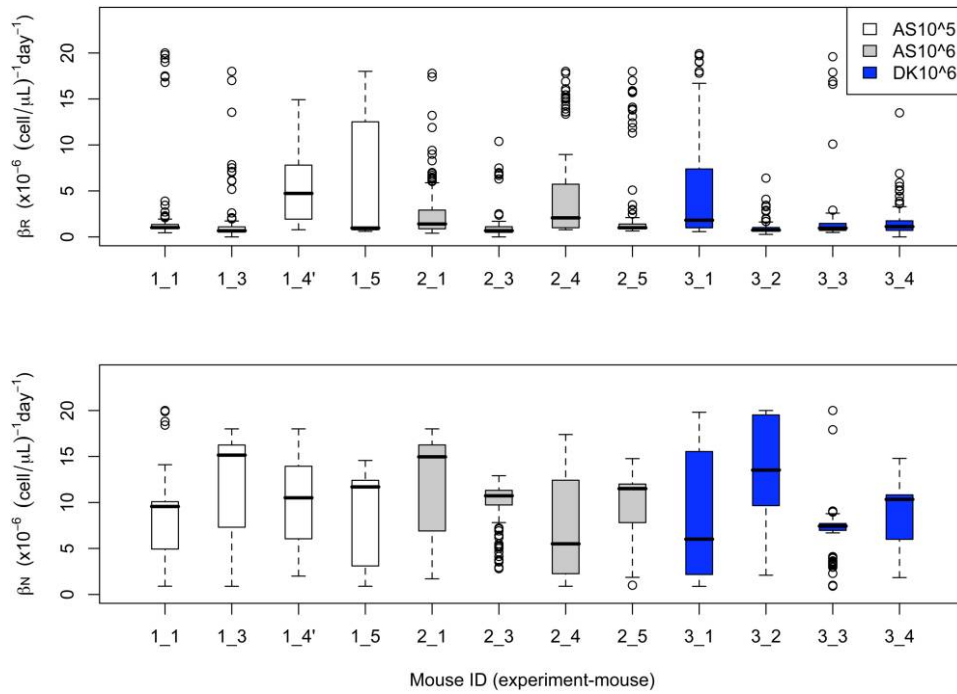 AS10^5
AS10^6
DK10^6
βR (x10−6 (cell/μL)−1day−1)
20
15
10
5
0
1_1 1_3 1_4' 1_5 2_1 2_3 2_4 2_5 3_1 3_2 3_3 3_4
βN (x10−6 (cell/μL)−1day−1)
20
15
10
5
0
1_1 1_3 1_4' 1_5 2_1 2_3 2_4 2_5 3_1 3_2 3_3 3_4
Mouse ID (experiment-mouse)